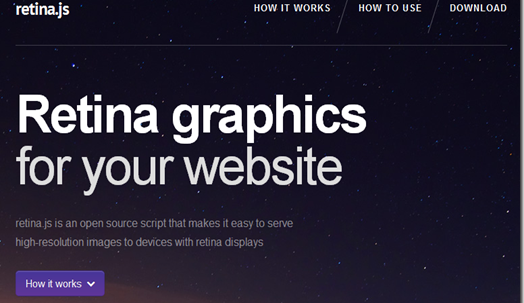 retina.js
HOW IT WORKS
HOW TO USE
DOWNLOAD
Retina graphics
for your website
retina.js is an open source script that makes it easy to serve
high-resolution images to devices with retina displays
How it works